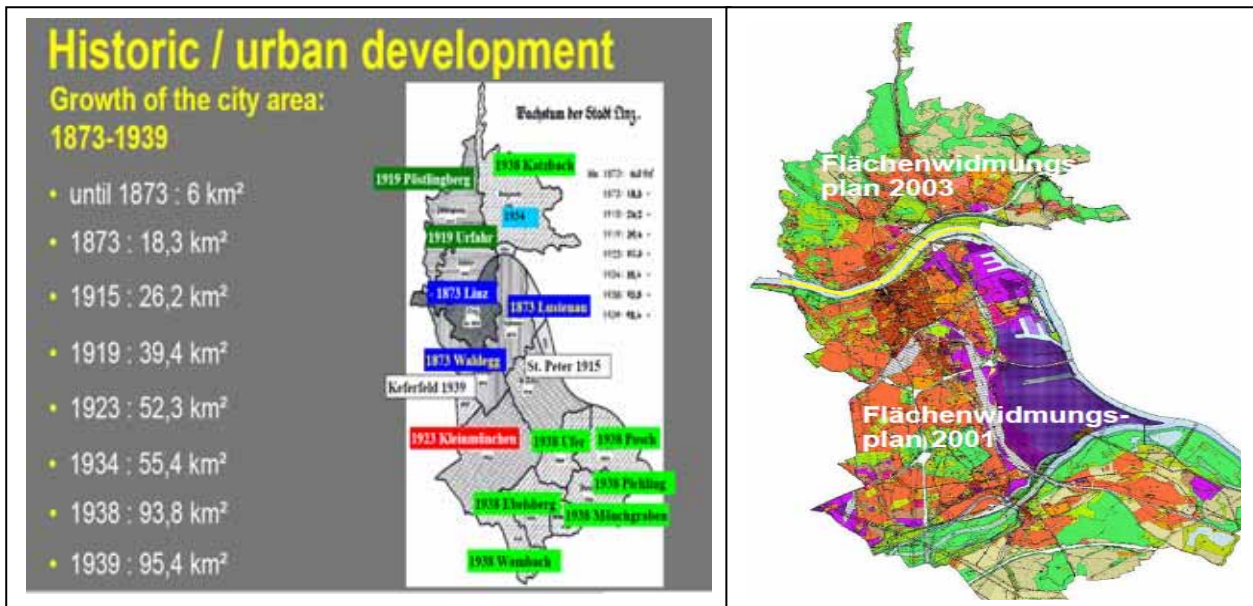 Historic / urban development
Growth of the city area:
1873-1939
• until 1873 : 6 km²
• 1873 : 18,3 km²
• 1915 : 26,2 km²
• 1919 : 39,4 km²
• 1923 : 52,3 km²
• 1934 : 55,4 km²
• 1938 : 93,8 km²
• 1939 : 95,4 km²
Wachstum der Stadt Linz.
1938 Katzbach
1919 Pöstlingberg
1934
1919 Urfahr
1873 Linz
1873 Lustenau
1873 Waldegg
St. Peter 1915
Keferfeld 1939
1923 Kleinmünchen
1938 Ufer
1938 Posch
1938 Pichling
1938 Ebelsberg
1938 Mönchgraben
1938 Wambach
Flächenwidmungs-
plan 2003
Flächenwidmungs-
plan 2001